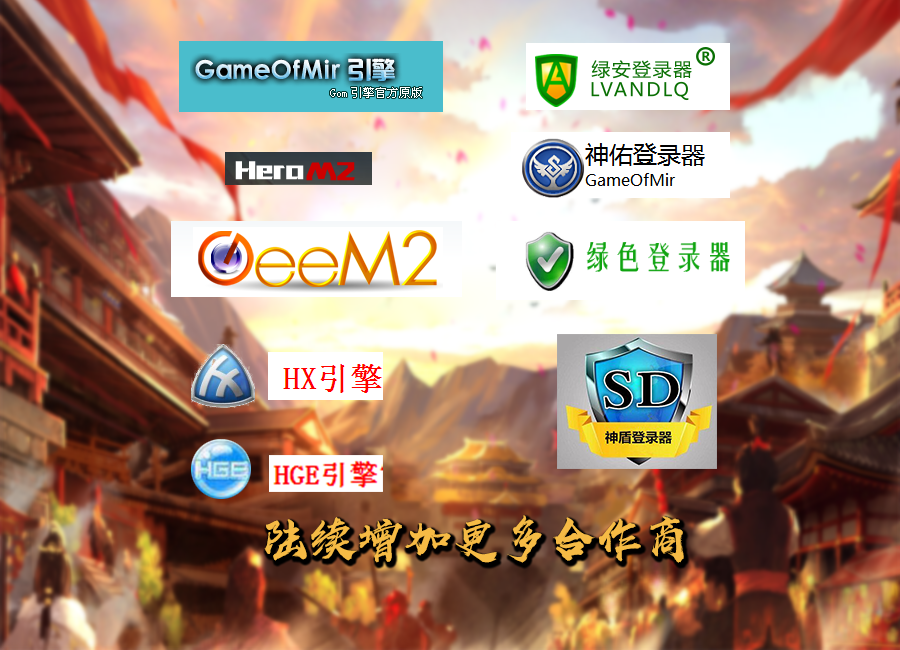 GameOfMir 引擎
Gom 引擎官方原版
绿安登录器®
LVANDLQ
HeroM2
神佑登录器
GameOfMir
GeeM2
绿色登录器
HX
HX引擎
SD
神盾登录器
HGE
HGE引擎
陆续增加更多合作商